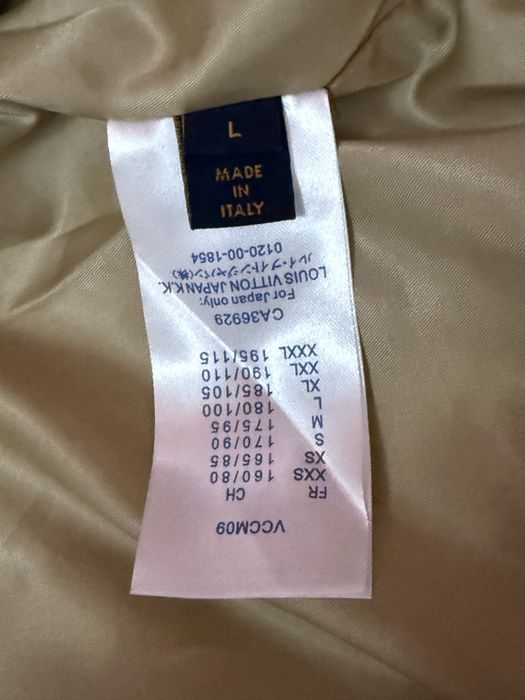 L
MADE
IN
ITALY
VCCM09
FR CH
XXS 160/80
XS 165/85
S 170/90
M 175/95
L 180/100
XL 185/105
XXL 190/110
XXXL 195/115
CA36929
For Japan only:
LOUIS VUITTON JAPAN K.K.
ルイ・ヴィトン ジャパン(株)
0120-00-1854